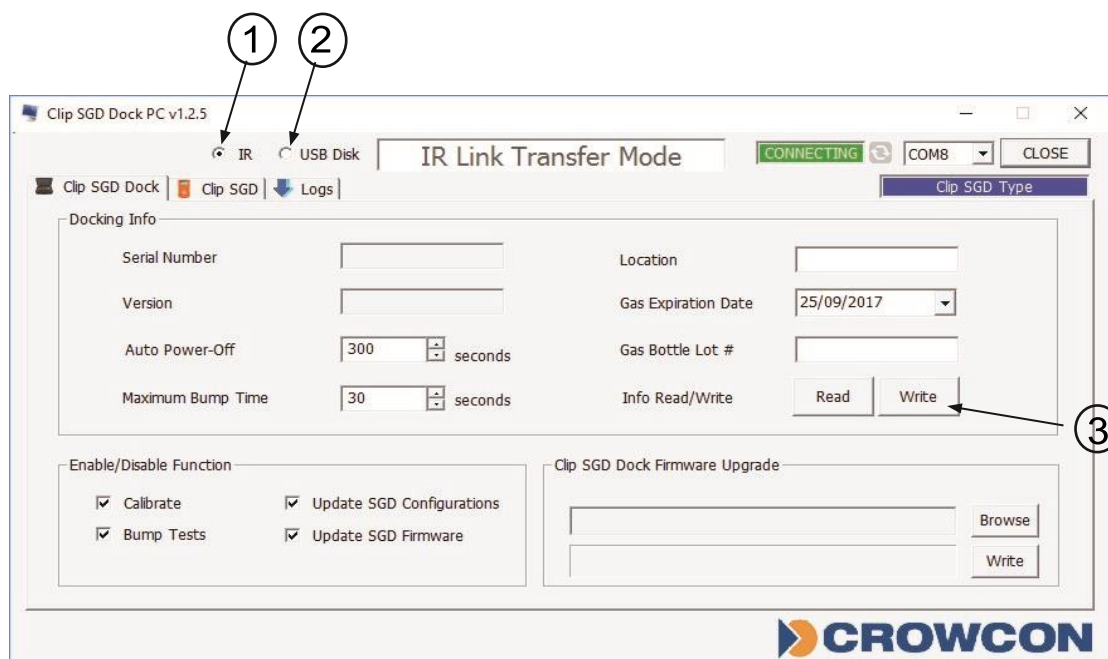 1 2
Clip SGD Dock PC v1.2.5
IR USB Disk IR Link Transfer Mode CONNECTING COM8 CLOSE
Clip SGD Dock Clip SGD Logs Clip SGD Type
Docking Info
Serial Number Location
Version Gas Expiration Date 25/09/2017
Auto Power-Off 300 seconds Gas Bottle Lot #
Maximum Bump Time 30 seconds Info Read/Write Read Write
3
Enable/Disable Function Clip SGD Dock Firmware Upgrade
Calibrate Update SGD Configurations
Browse
Bump Tests Update SGD Firmware
Write
CROWCON